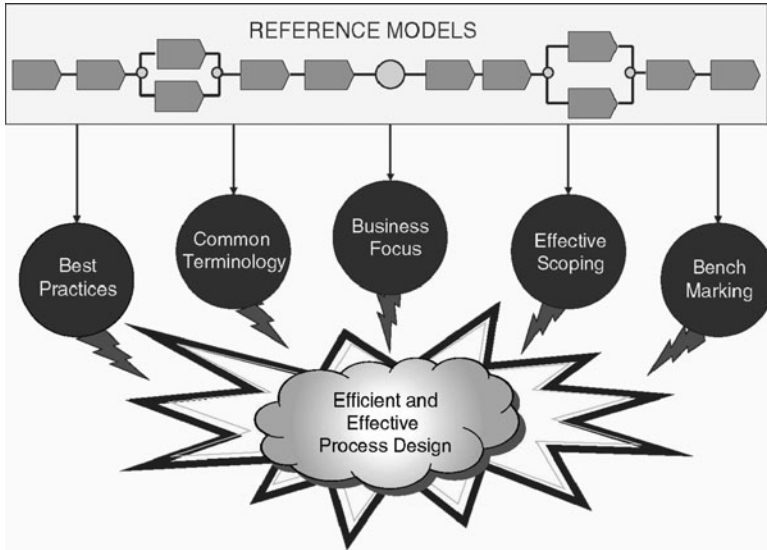 REFERENCE MODELS
Best
Practices
Common
Terminology
Business
Focus
Effective
Scoping
Bench
Marking
Efficient and
Effective
Process Design